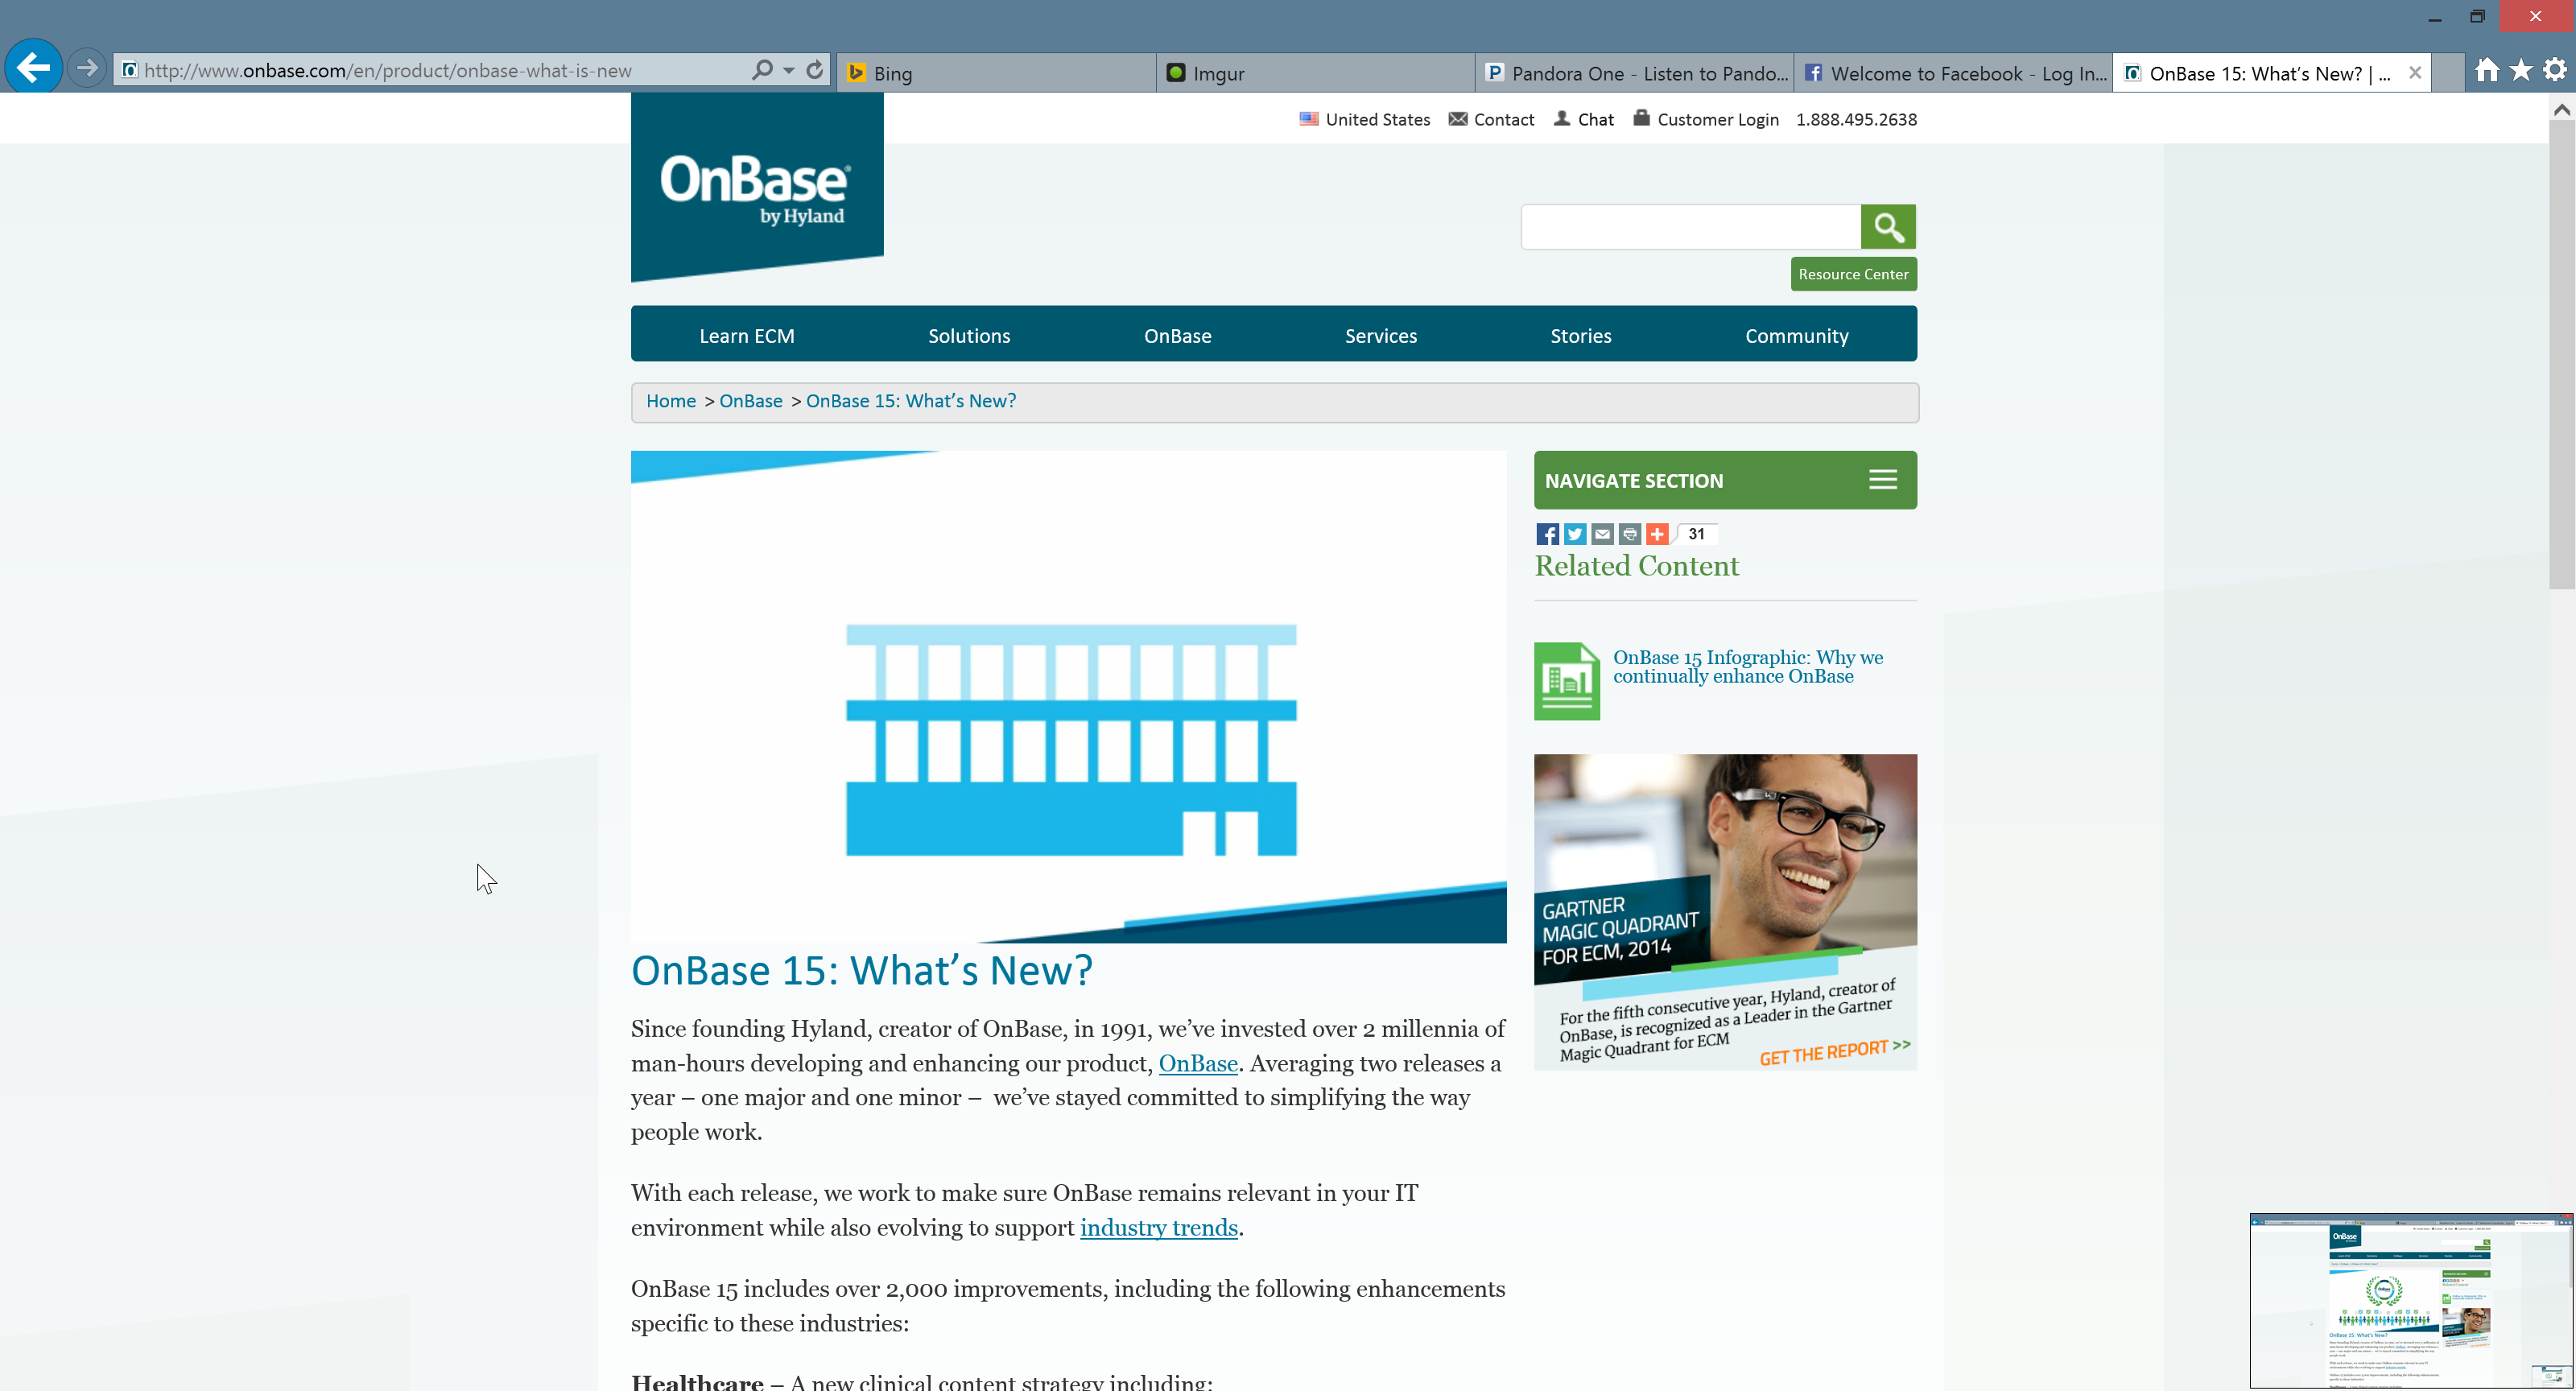 http://www.onbase.com/en/product/onbase-what-is-new
Bing
Imgur
Pandora One - Listen to Pando...
Welcome to Facebook - Log In...
OnBase 15: What's New? | ...
United States
Contact
Chat
Customer Login
1.888.495.2638
OnBase®
by Hyland
Resource Center
Learn ECM
Solutions
OnBase
Services
Stories
Community
Home > OnBase > OnBase 15: What's New?
NAVIGATE SECTION
31
Related Content
OnBase 15 Infographic: Why we
continually enhance OnBase
GARTNER
MAGIC QUADRANT
FOR ECM, 2014
For the fifth consecutive year, Hyland, creator of
OnBase, is recognized as a Leader in the Gartner
Magic Quadrant for ECM
GET THE REPORT >>
OnBase 15: What's New?
Since founding Hyland, creator of OnBase, in 1991, we've invested over 2 millennia of
man-hours developing and enhancing our product, OnBase. Averaging two releases a
year – one major and one minor –  we've stayed committed to simplifying the way
people work.
With each release, we work to make sure OnBase remains relevant in your IT
environment while also evolving to support industry trends.
OnBase 15 includes over 2,000 improvements, including the following enhancements
specific to these industries:
Healthcare – A new clinical content strategy including:
OnBase
OnBase 15: What's New?